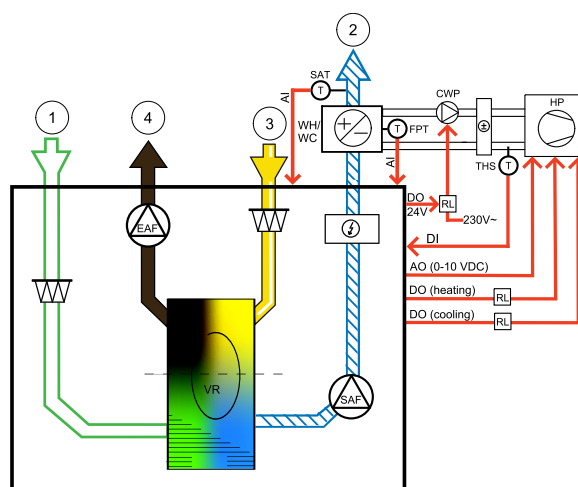 2
SAT
T
CWP
HP
AI
1
4
3
WH/
WC
T
FPT
THS
T
AI
DO
24V
RL
230V~
EAF
DI
AO (0-10 VDC)
DO (heating)
RL
DO (cooling)
RL
VR
SAF